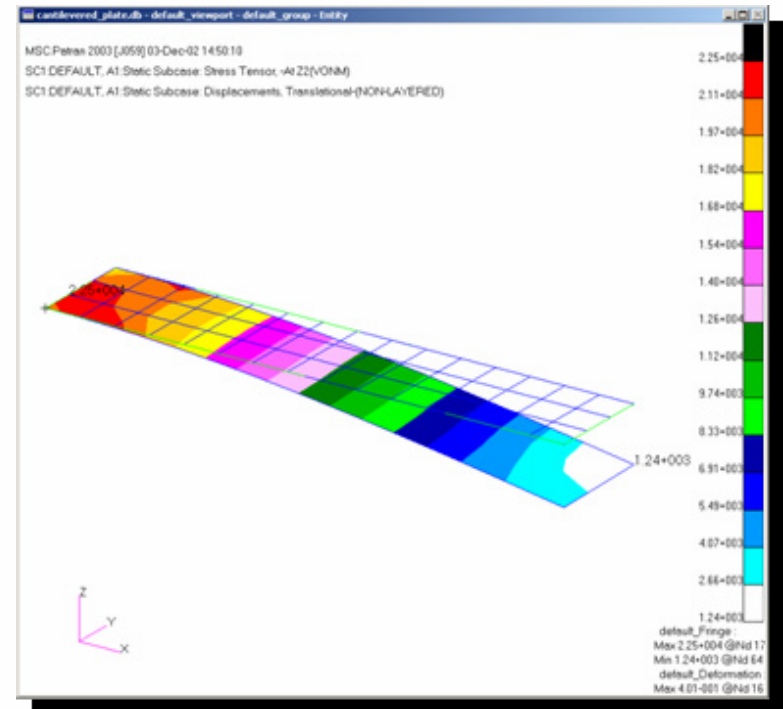 cantilevered_plate.db - default_viewport - default_group - Entity
MSC.Patran 2003 [J059] 03-Dec-02 14:50:10
SC1:DEFAULT, A1:Static Subcase: Stress Tensor, -At Z2(VONM)
SC1:DEFAULT, A1:Static Subcase: Displacements, Translational-(NON-LAYERED)
2.25+004
2.11+004
1.97+004
1.82+004
1.68+004
1.54+004
1.40+004
1.26+004
1.12+004
9.74+003
8.33+003
6.91+003
5.49+003
4.07+003
2.66+003
1.24+003
2.25+004
1.24+003
Z
Y
X
default_Fringe :
Max 2.25+004 @Nd 17
Min 1.24+003 @Nd 64
default_Deformation :
Max 4.01-001 @Nd 16